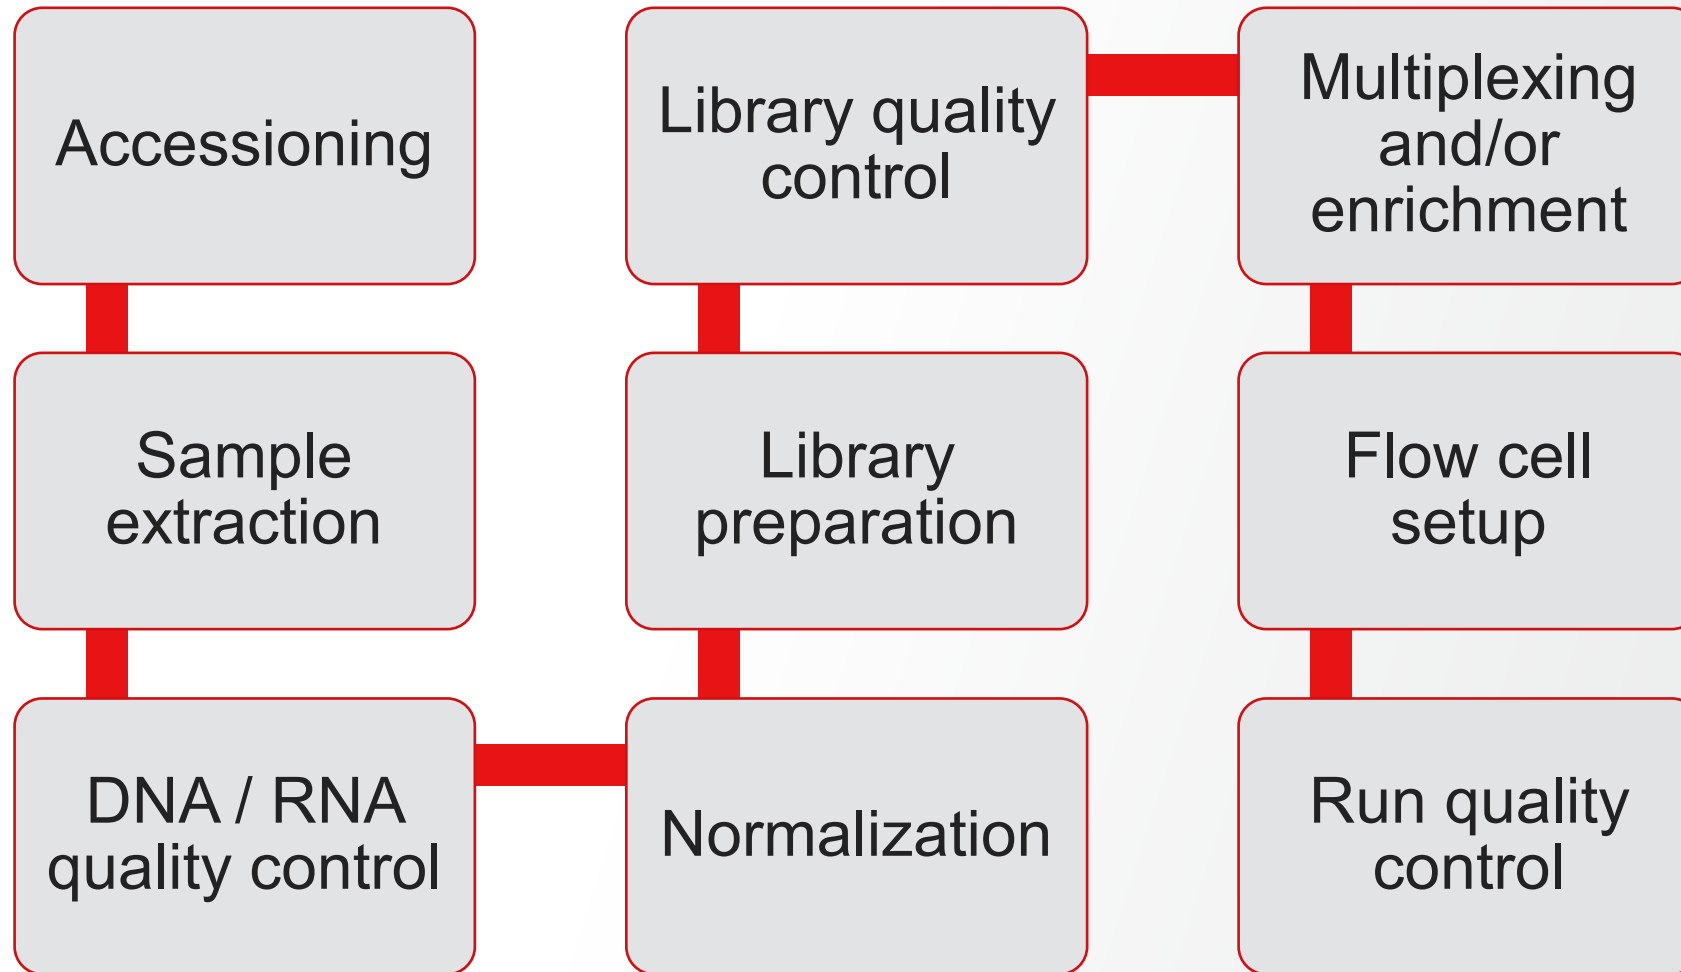 Accessioning
Sample
extraction
DNA / RNA
quality control
Normalization
Library
preparation
Library quality
control
Multiplexing
and/or
enrichment
Flow cell
setup
Run quality
control